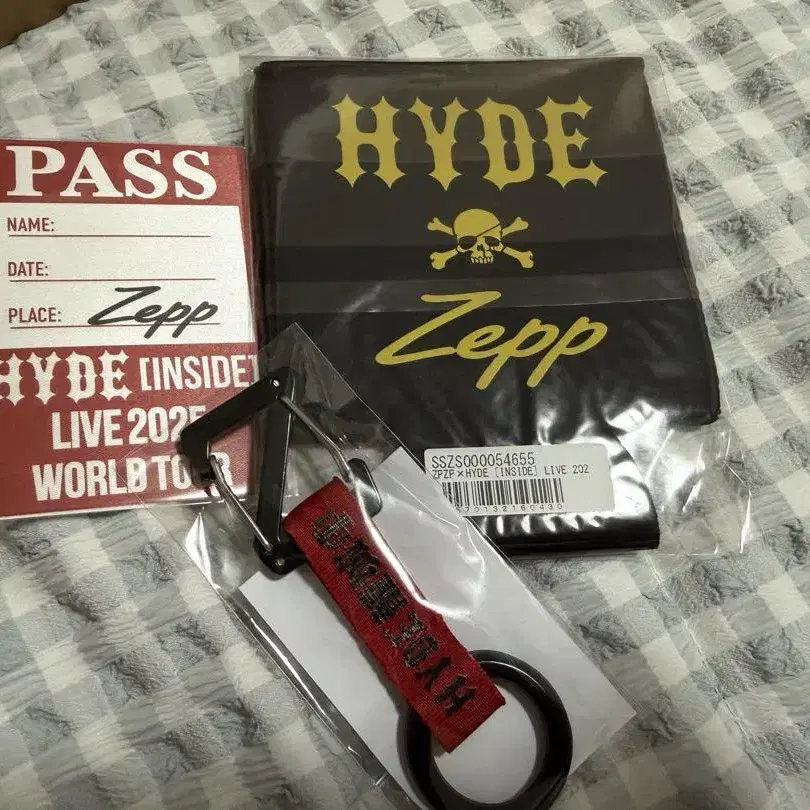 PASS
NAME:
DATE:
PLACE: Zepp
HYDE [INSIDE]
LIVE 2025
WORLD TOUR
HYDE
Zepp
SSZS000054655
ZPZP×HYDE [INSIDE] LIVE 202
HYDE